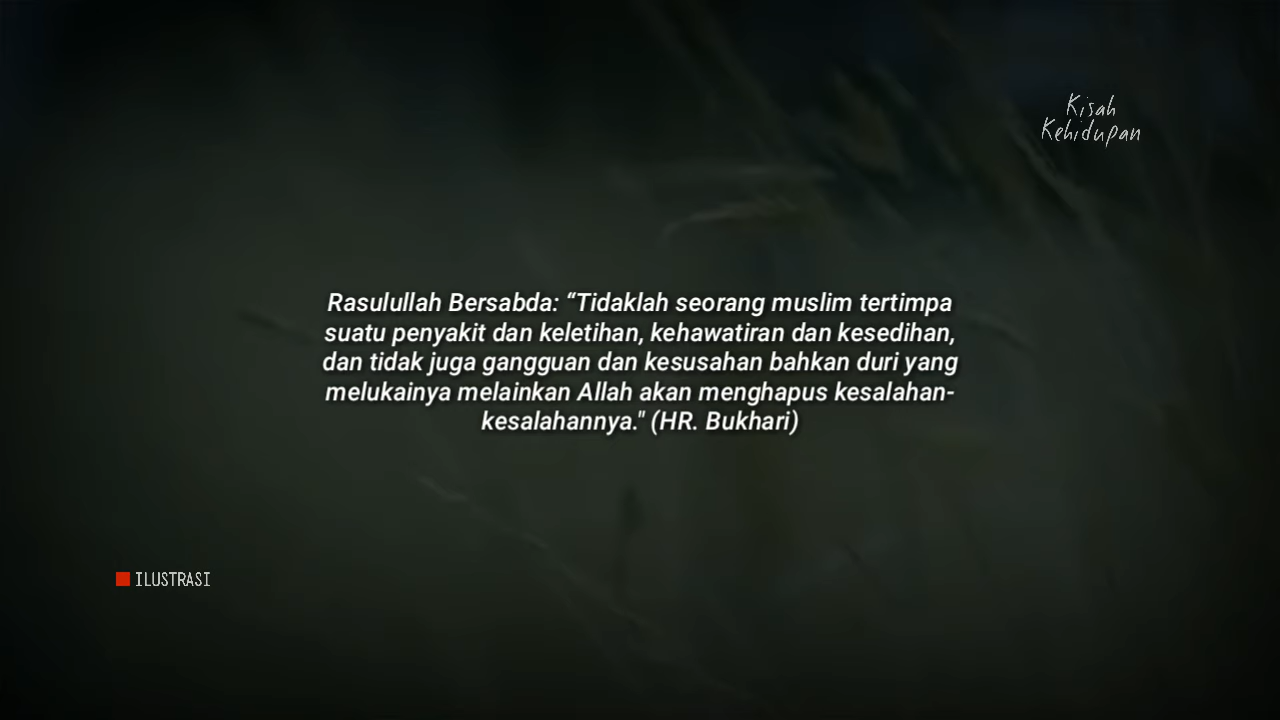 Kisah
Kehidupan
Rasulullah Bersabda: “Tidaklah seorang muslim tertimpa
suatu penyakit dan keletihan, kehawatiran dan kesedihan,
dan tidak juga gangguan dan kesusahan bahkan duri yang
melukainya melainkan Allah akan menghapus kesalahan-
kesalahannya." (HR. Bukhari)
ILUSTRASI